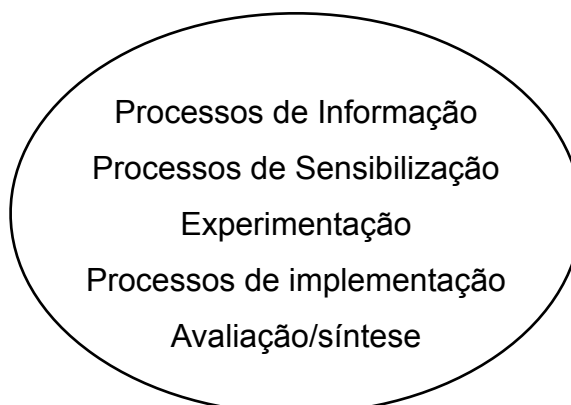 Processos de Informação
Processos de Sensibilização
Experimentação
Processos de implementação
Avaliação/síntese